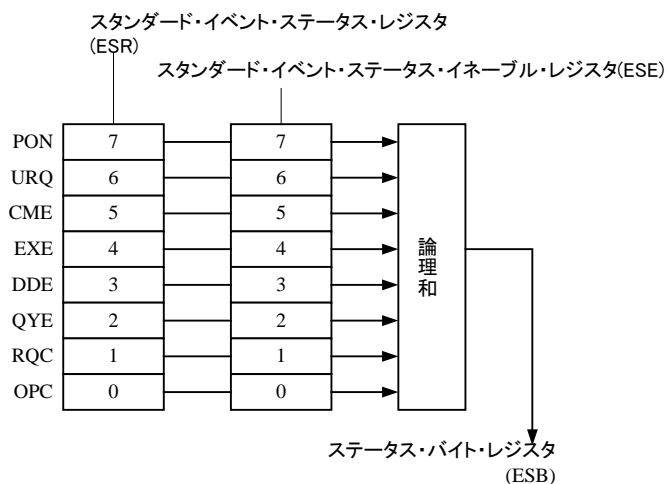 スタンダード・イベント・ステータス・レジスタ
(ESR)
スタンダード・イベント・ステータス・イネーブル・レジスタ(ESE)
PON 7 7
URQ 6 6
CME 5 5
EXE 4 4
DDE 3 3
QYE 2 2
RQC 1 1
OPC 0 0
論理和
ステータス・バイト・レジスタ
(ESB)